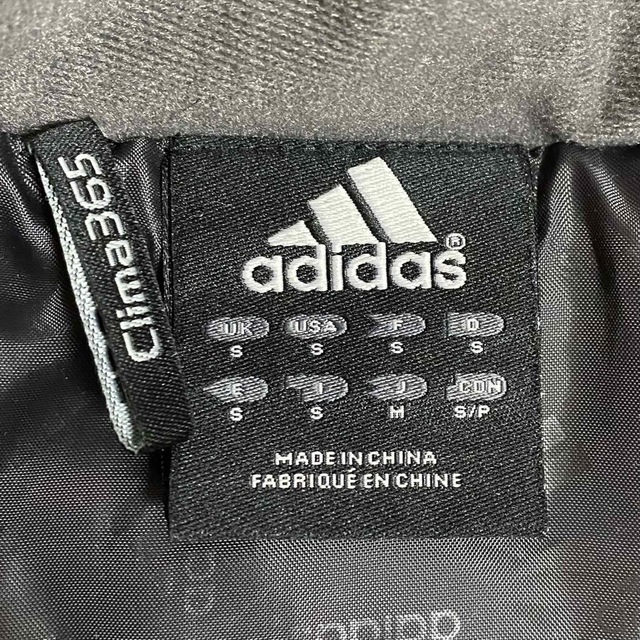 Clima365
adidas®
UK USA F D
S S S S
E I J CDN
S S M S/P
MADE IN CHINA
FABRIQUÉ EN CHINE